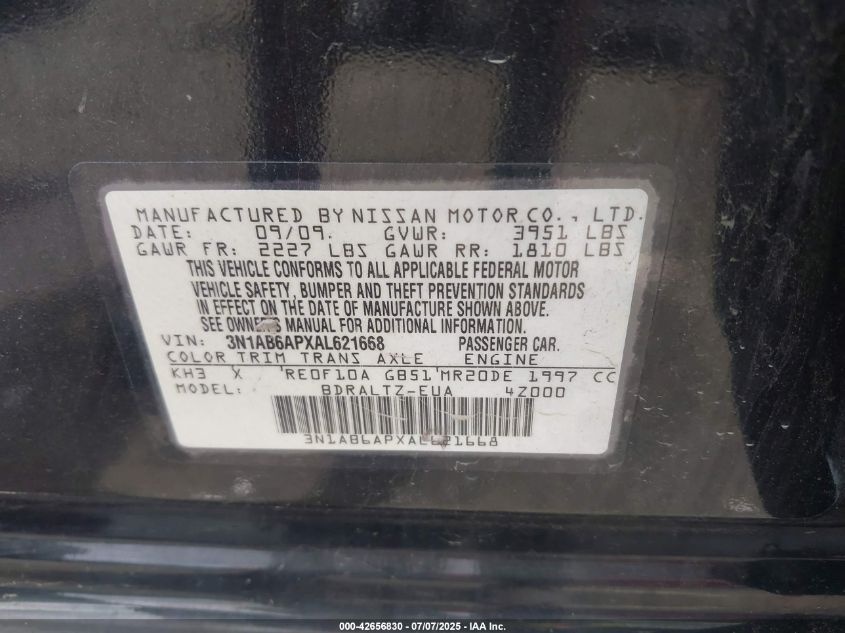 MANUFACTURED BY NISSAN MOTOR CO., LTD.
DATE: 09/09. GVWR: 3951 LBS
GAWR FR: 2227 LBS GAWR RR: 1810 LBS
THIS VEHICLE CONFORMS TO ALL APPLICABLE FEDERAL MOTOR
VEHICLE SAFETY, BUMPER AND THEFT PREVENTION STANDARDS
IN EFFECT ON THE DATE OF MANUFACTURE SHOWN ABOVE.
SEE MANUAL FOR ADDITIONAL INFORMATION.
VIN: 3N1AB6APXAL621668 PASSENGER CAR.
COLOR TRIM TRANS AXLE ENGINE
KH3 X 'RE0F10A GB51'MR20DE 1997 CC
MODEL: BDRALTZ-EUA 4Z000
3N1AB6APXAL621668
000-42656830 - 07/07/2025 - IAA Inc.